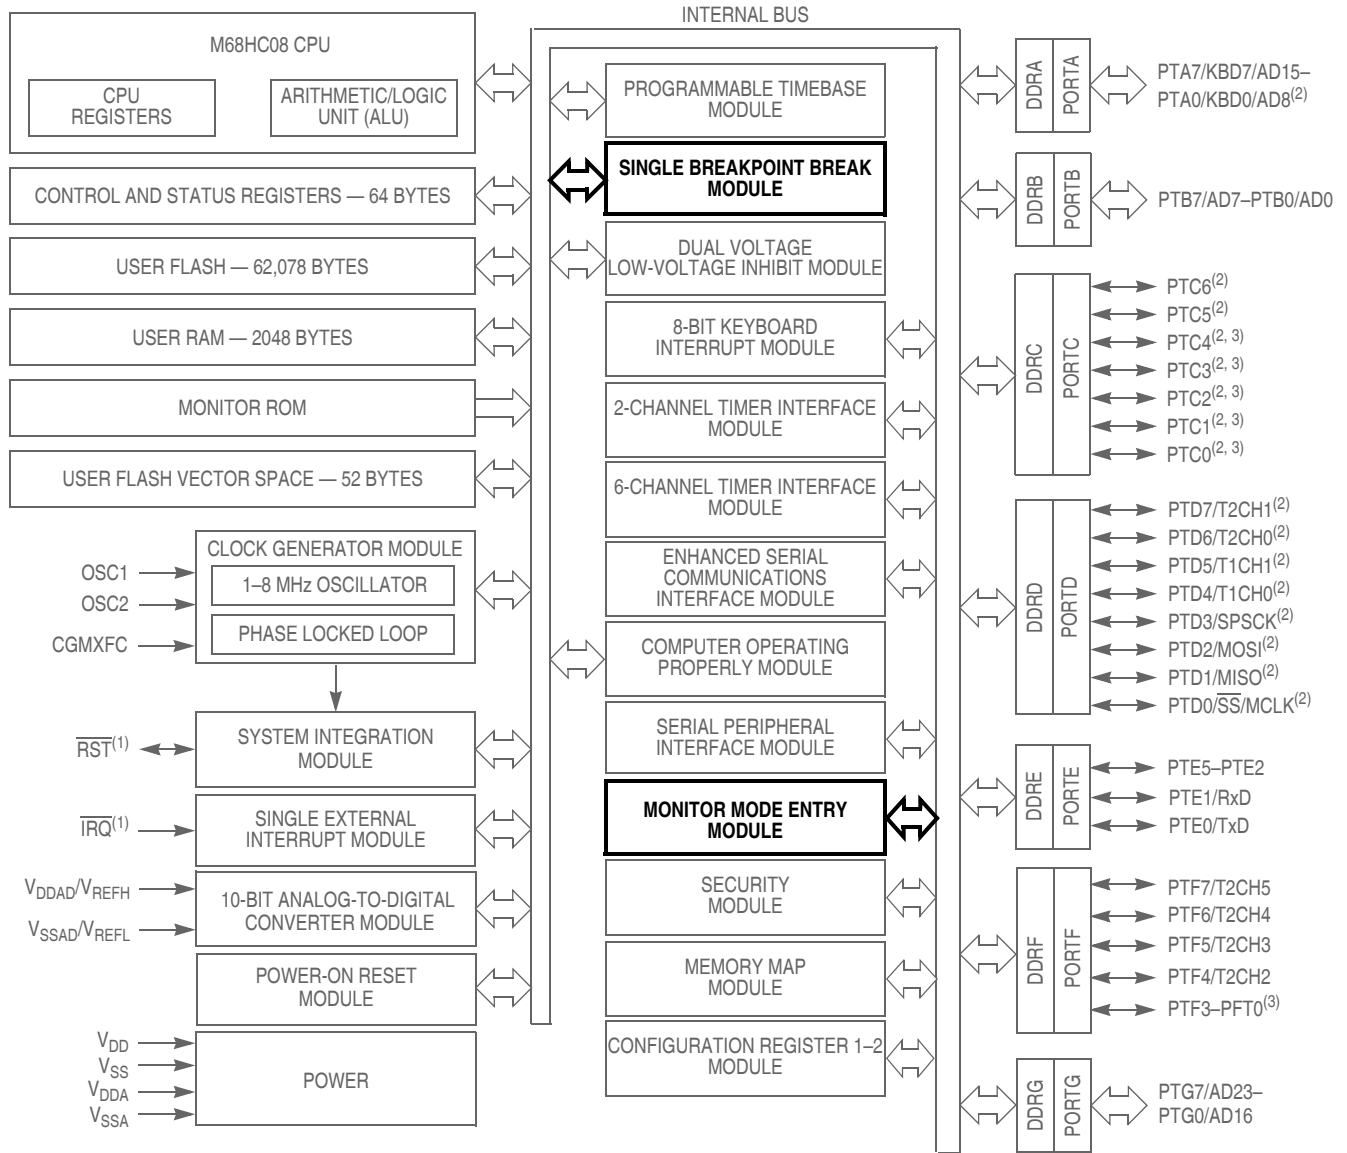 INTERNAL BUS
M68HC08 CPU
CPU
REGISTERS
ARITHMETIC/LOGIC
UNIT (ALU)
CONTROL AND STATUS REGISTERS — 64 BYTES
USER FLASH — 62,078 BYTES
USER RAM — 2048 BYTES
MONITOR ROM
USER FLASH VECTOR SPACE — 52 BYTES
OSC1
OSC2
CGMXFC
CLOCK GENERATOR MODULE
1–8 MHz OSCILLATOR
PHASE LOCKED LOOP
RST(1)
SYSTEM INTEGRATION
MODULE
IRQ(1)
SINGLE EXTERNAL
INTERRUPT MODULE
VDDAD/VREFH
VSSAD/VREFL
10-BIT ANALOG-TO-DIGITAL
CONVERTER MODULE
POWER-ON RESET
MODULE
VDD
VSS
VDDA
VSSA
POWER
PROGRAMMABLE TIMEBASE
MODULE
SINGLE BREAKPOINT BREAK
MODULE
DUAL VOLTAGE
LOW-VOLTAGE INHIBIT MODULE
8-BIT KEYBOARD
INTERRUPT MODULE
2-CHANNEL TIMER INTERFACE
MODULE
6-CHANNEL TIMER INTERFACE
MODULE
ENHANCED SERIAL
COMMUNICATIONS
INTERFACE MODULE
COMPUTER OPERATING
PROPERLY MODULE
SERIAL PERIPHERAL
INTERFACE MODULE
MONITOR MODE ENTRY
MODULE
SECURITY
MODULE
MEMORY MAP
MODULE
CONFIGURATION REGISTER 1–2
MODULE
DDRA
PORTA
PTA7/KBD7/AD15–
PTA0/KBD0/AD8(2)
DDRB
PORTB
PTB7/AD7–PTB0/AD0
DDRC
PORTC
PTC6(2)
PTC5(2)
PTC4(2, 3)
PTC3(2, 3)
PTC2(2, 3)
PTC1(2, 3)
PTC0(2, 3)
DDRD
PORTD
PTD7/T2CH1(2)
PTD6/T2CH0(2)
PTD5/T1CH1(2)
PTD4/T1CH0(2)
PTD3/SPSCK(2)
PTD2/MOSI(2)
PTD1/MISO(2)
PTD0/SS/MCLK(2)
DDRE
PORTE
PTE5–PTE2
PTE1/RxD
PTE0/TxD
DDRF
PORTF
PTF7/T2CH5
PTF6/T2CH4
PTF5/T2CH3
PTF4/T2CH2
PTF3–PFT0(3)
DDRG
PORTG
PTG7/AD23–
PTG0/AD16